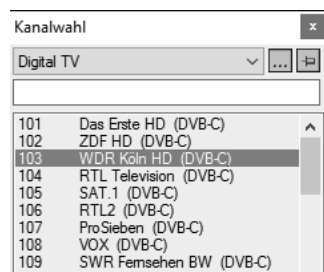 Kanalwahl x
Digital TV ...
101 Das Erste HD (DVB-C)
102 ZDF HD (DVB-C)
103 WDR Köln HD (DVB-C)
104 RTL Television (DVB-C)
105 SAT.1 (DVB-C)
106 RTL2 (DVB-C)
107 ProSieben (DVB-C)
108 VOX (DVB-C)
109 SWR Fernsehen BW (DVB-C)